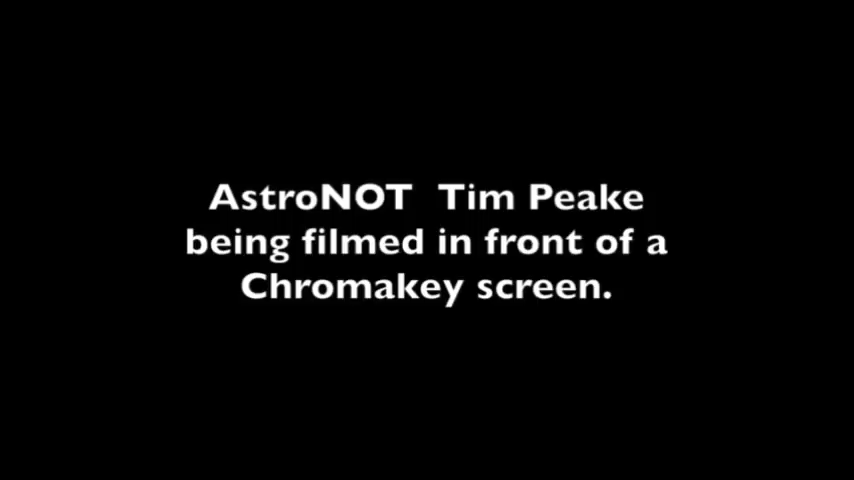 AstroNOT  Tim Peake
being filmed in front of a
Chromakey screen.